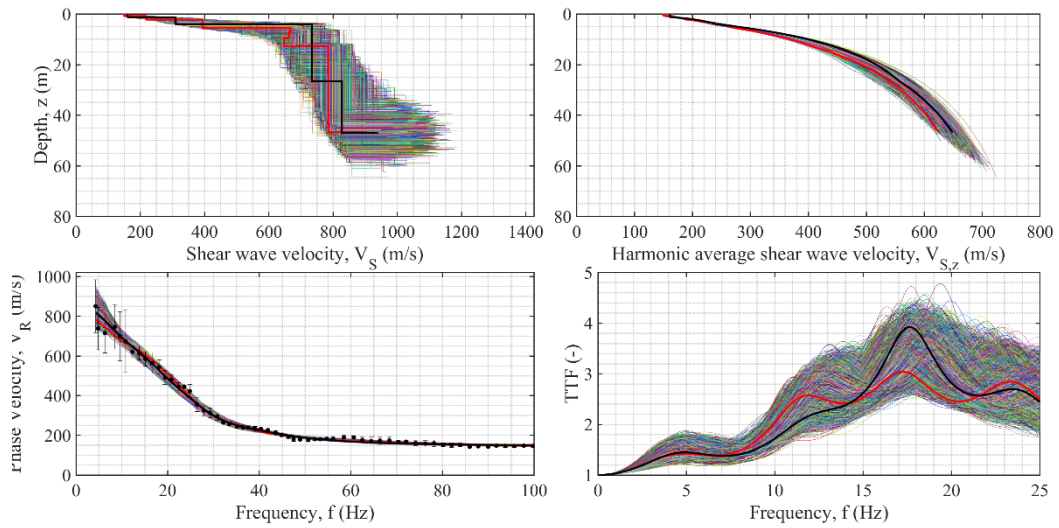 0
20
40
60
80
Depth, z (m)
0 200 400 600 800 1000 1200 1400
Shear wave velocity, V_S (m/s)
0
20
40
60
80
0 100 200 300 400 500 600 700 800
Harmonic average shear wave velocity, V_S,z (m/s)
1000
800
600
400
200
0
velocity, v_R (m/s)
0 20 40 60 80 100
Frequency, f (Hz)
5
4
3
2
1
TTF (-)
0 5 10 15 20 25
Frequency, f (Hz)